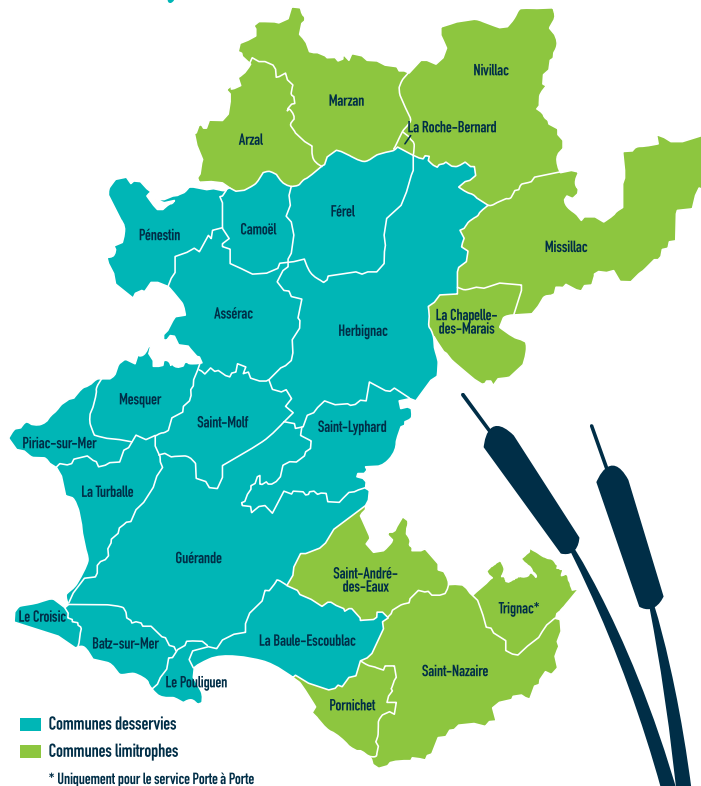 Nivillac
Marzan
La Roche-Bernard
Arzal
Férel
Camoël
Pénestin
Missillac
Assérac
La Chapelle-
des-Marais
Herbignac
Mesquer
Saint-Molf
Saint-Lyphard
Piriac-sur-Mer
La Turballe
Guérande
Saint-André-
des-Eaux
Trignac*
Le Croisic
Batz-sur-Mer
La Baule-Escoublac
Saint-Nazaire
Le Pouliguen
Pornichet
Communes desservies
Communes limitrophes
* Uniquement pour le service Porte à Porte